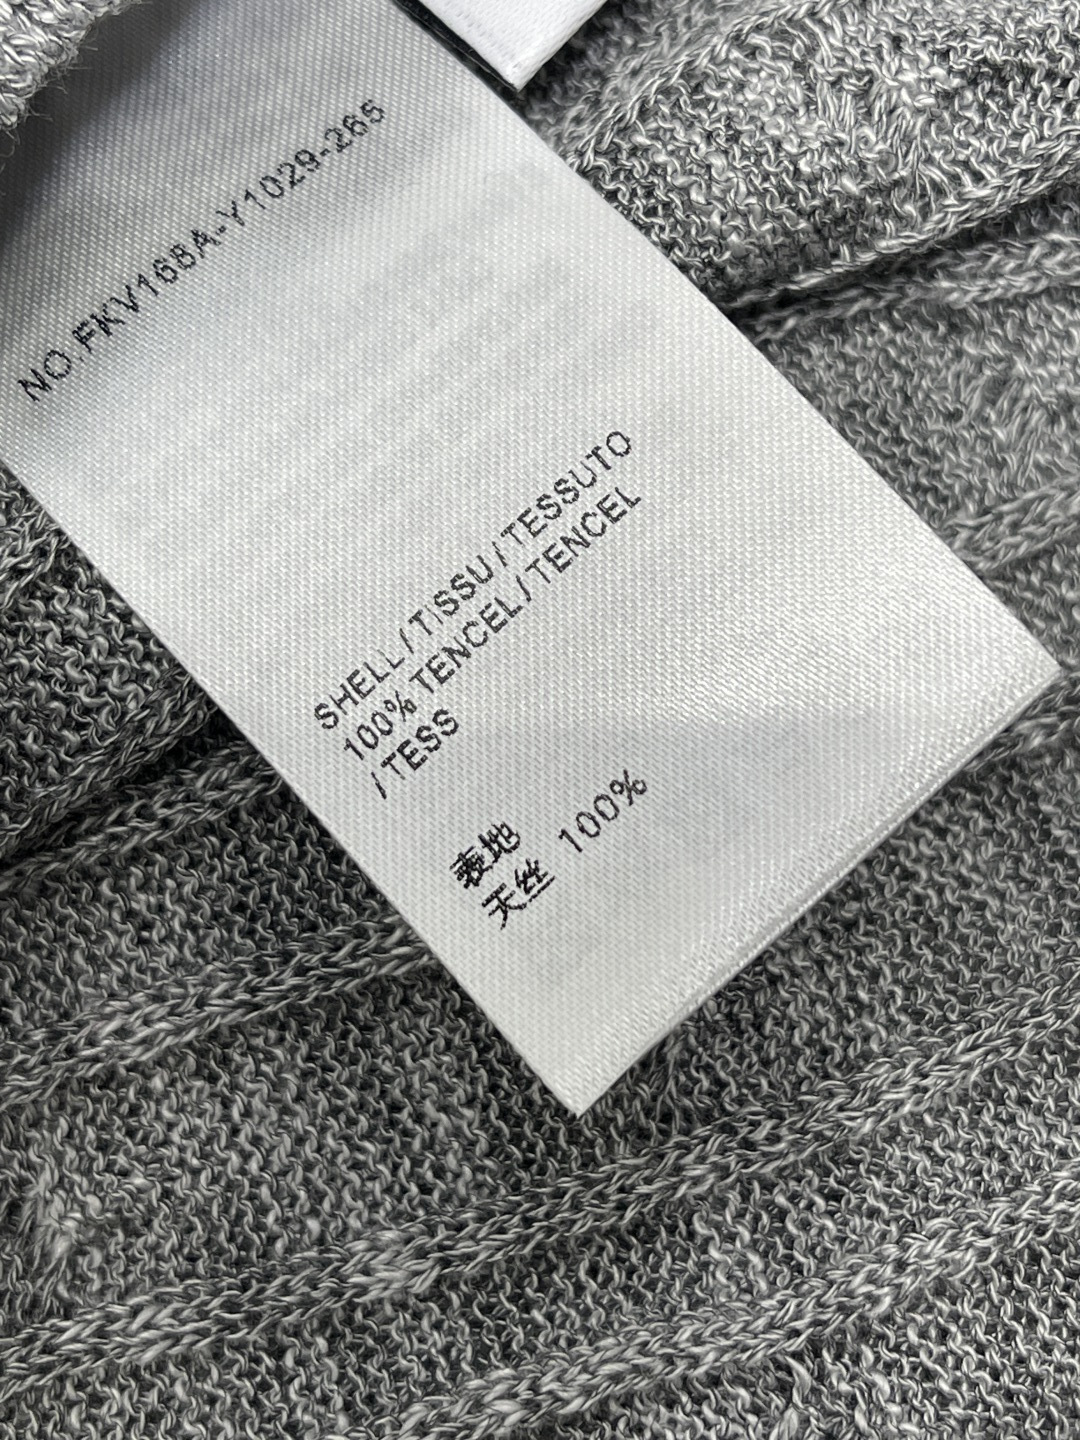 NO.FKV168A-Y1029-265
SHELL / TISSU / TESSUTO
100% TENCEL / TENCEL
/ TESS
表地
天丝 100%